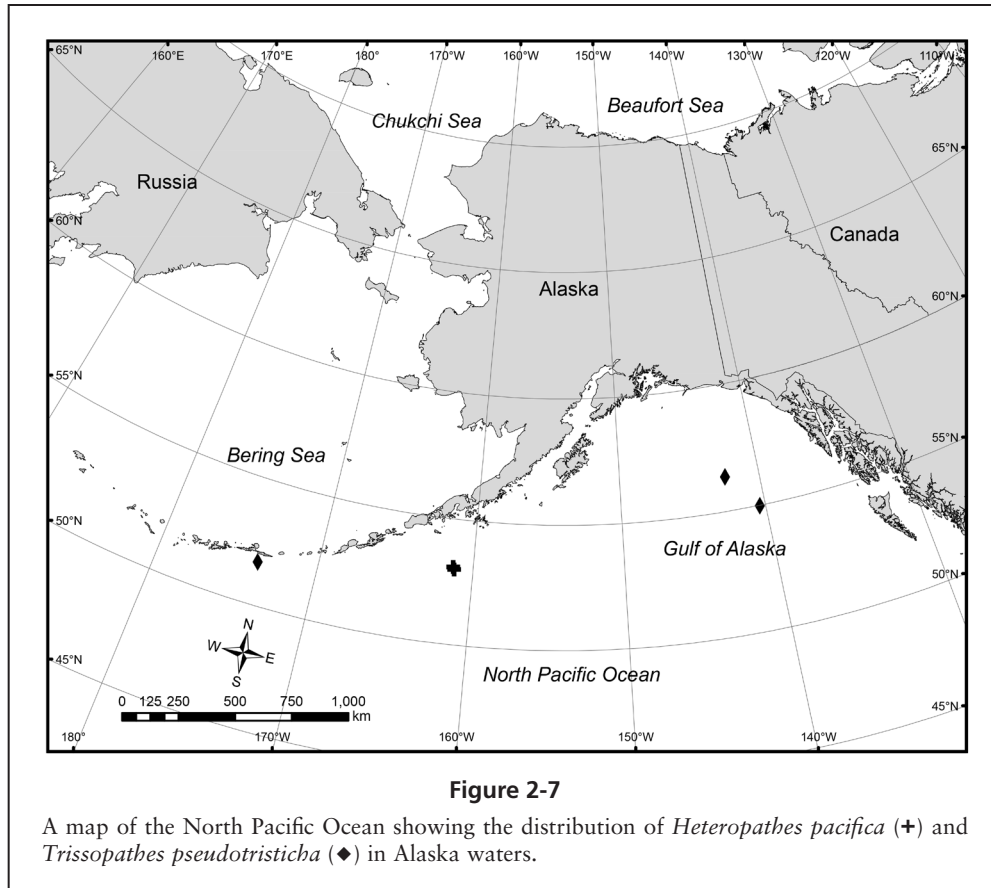 65°N 160°E 170°E 180° 170°W 160°W 150°W 140°W 130°W 110°W
Chukchi Sea
Beaufort Sea
65°N
Russia
60°N
Canada
Alaska
60°N
55°N
55°N
Bering Sea
50°N
Gulf of Alaska
50°N
N
W
E
S
45°N
North Pacific Ocean
0 125 250 500 750 1,000
km
45°N
180° 170°W 160°W 150°W 140°W
Figure 2-7
A map of the North Pacific Ocean showing the distribution of Heteropathes pacifica (+) and
Trissopathes pseudotristicha (◆) in Alaska waters.